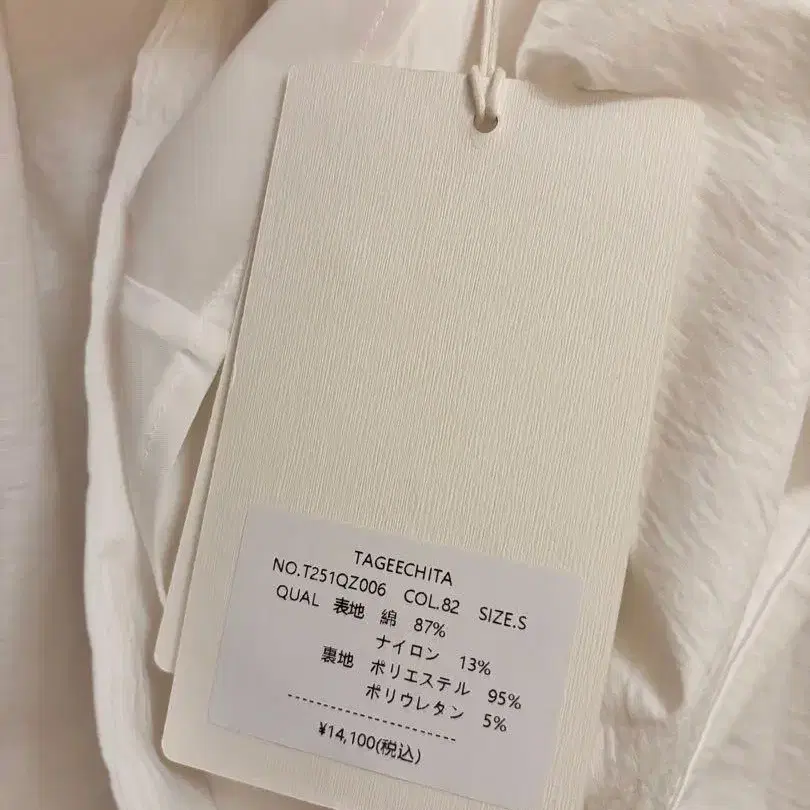 TAGEECHITA
NO.T251QZ006 COL.82 SIZE.S
QUAL 表地 綿 87%
ナイロン 13%
裏地 ポリエステル 95%
ポリウレタン 5%
¥14,100(税込)